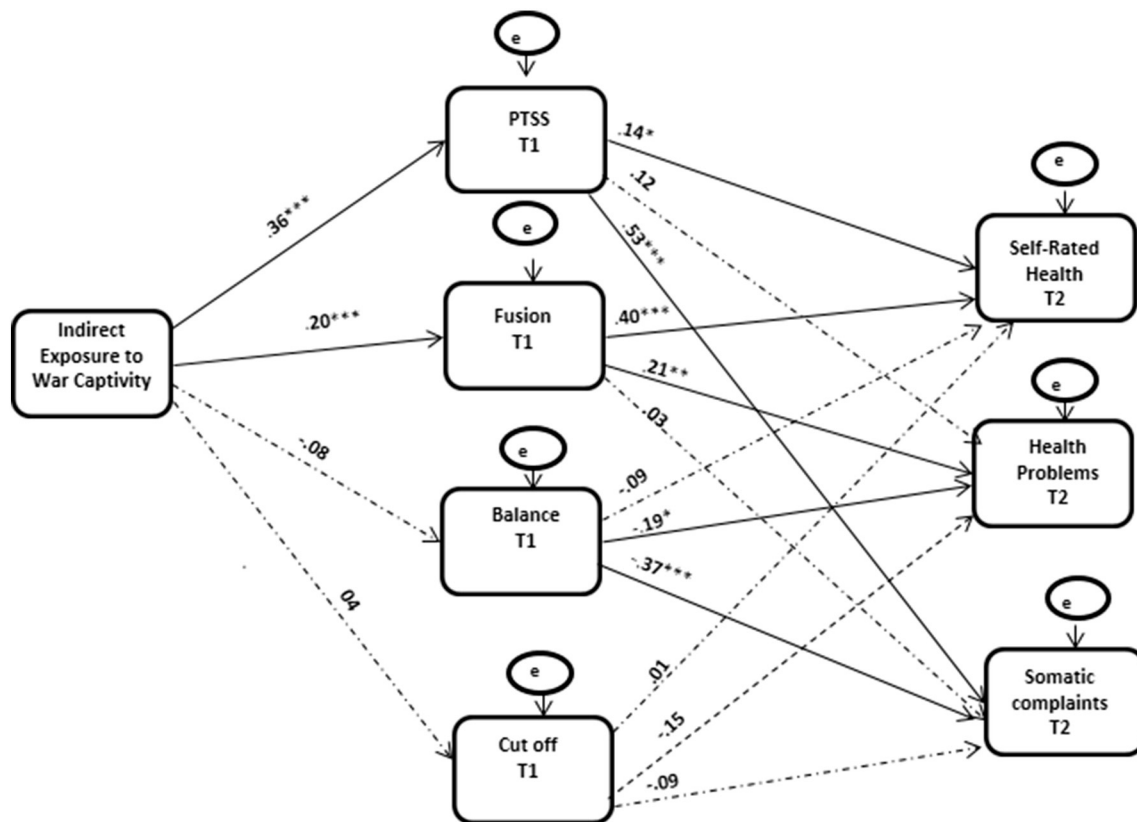 e
PTSS
T1
.14*
.12
.53***
.36***
e
Fusion
T1
.20***
.40***
.21**
.03
Indirect
Exposure to
War Captivity
-.08
.04
e
Balance
T1
-.09
-.19*
-.37***
e
Cut off
T1
.01
-.15
-.09
e
Self-Rated
Health
T2
e
Health
Problems
T2
e
Somatic
complaints
T2